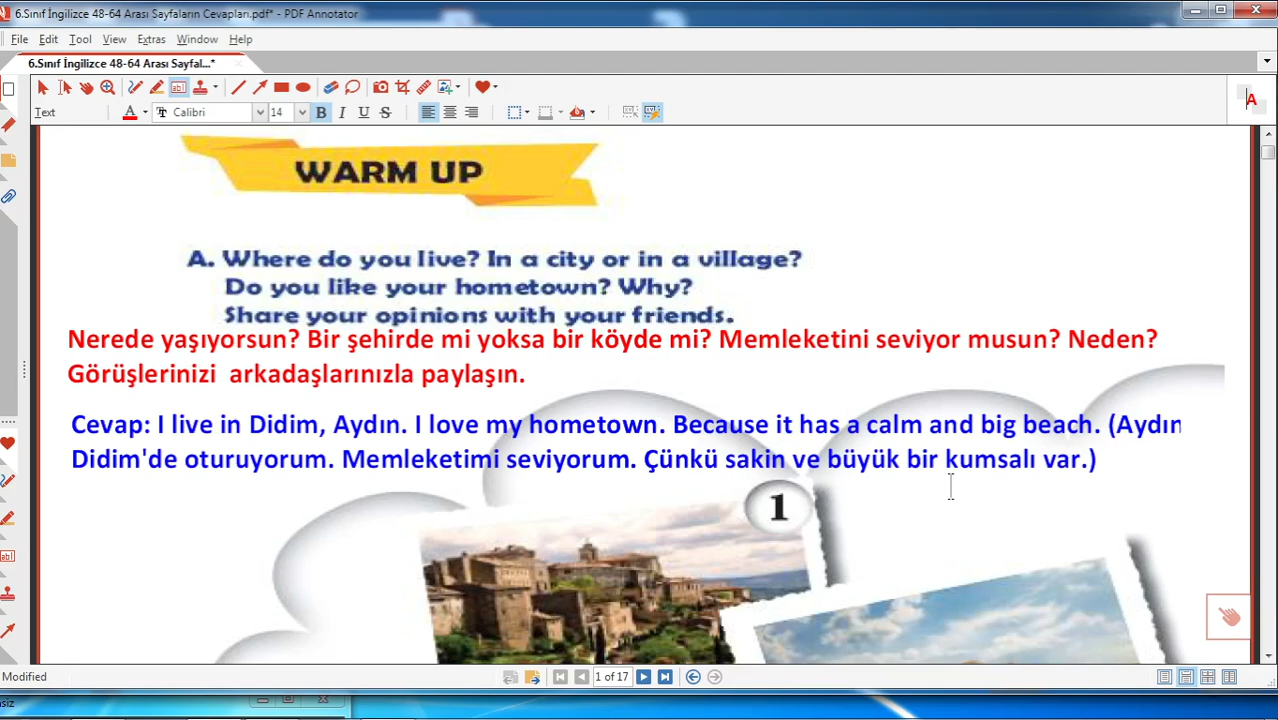 6.Sınıf İngilizce 48-64 Arası Sayfaların Cevapları.pdf* - PDF Annotator
File Edit Tool View Extras Window Help
6.Sınıf İngilizce 48-64 Arası Sayfal...*
Text A Calibri 14 B I U S
A
WARM UP
A. Where do you live? In a city or in a village?
Do you like your hometown? Why?
Share your opinions with your friends.
Nerede yaşıyorsun? Bir şehirde mi yoksa bir köyde mi? Memleketini seviyor musun? Neden?
Görüşlerinizi arkadaşlarınızla paylaşın.
Cevap: I live in Didim, Aydın. I love my hometown. Because it has a calm and big beach. (Aydın
Didim'de oturuyorum. Memleketimi seviyorum. Çünkü sakin ve büyük bir kumsalı var.)
1
Modified 1 of 17